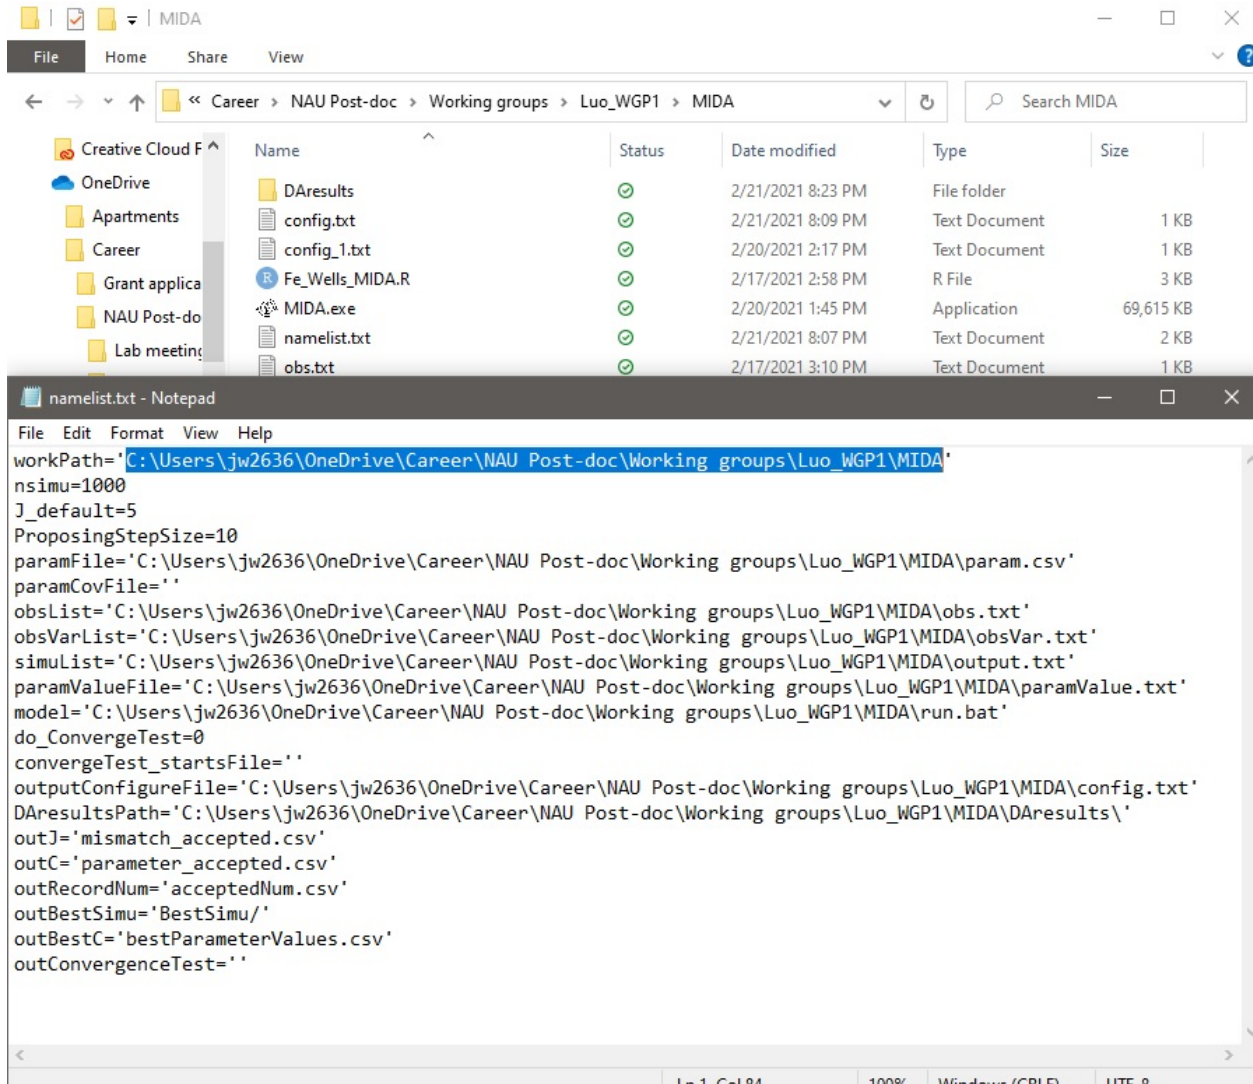 MIDA
File Home Share View
« Career > NAU Post-doc > Working groups > Luo_WGP1 > MIDA
Search MIDA
Creative Cloud F
OneDrive
Apartments
Career
Grant applica
NAU Post-do
Lab meeting
Name Status Date modified Type Size
DAresults 2/21/2021 8:23 PM File folder
config.txt 2/21/2021 8:09 PM Text Document 1 KB
config_1.txt 2/20/2021 2:17 PM Text Document 1 KB
Fe_Wells_MIDA.R 2/17/2021 2:58 PM R File 3 KB
MIDA.exe 2/20/2021 1:45 PM Application 69,615 KB
namelist.txt 2/21/2021 8:07 PM Text Document 2 KB
obs.txt 2/17/2021 3:10 PM Text Document 1 KB
namelist.txt - Notepad
File Edit Format View Help
workPath='C:\Users\jw2636\OneDrive\Career\NAU Post-doc\Working groups\Luo_WGP1\MIDA'
nsimu=1000
J_default=5
ProposingStepSize=10
paramFile='C:\Users\jw2636\OneDrive\Career\NAU Post-doc\Working groups\Luo_WGP1\MIDA\param.csv'
paramCovFile=''
obsList='C:\Users\jw2636\OneDrive\Career\NAU Post-doc\Working groups\Luo_WGP1\MIDA\obs.txt'
obsVarList='C:\Users\jw2636\OneDrive\Career\NAU Post-doc\Working groups\Luo_WGP1\MIDA\obsVar.txt'
simuList='C:\Users\jw2636\OneDrive\Career\NAU Post-doc\Working groups\Luo_WGP1\MIDA\output.txt'
paramValueFile='C:\Users\jw2636\OneDrive\Career\NAU Post-doc\Working groups\Luo_WGP1\MIDA\paramValue.txt'
model='C:\Users\jw2636\OneDrive\Career\NAU Post-doc\Working groups\Luo_WGP1\MIDA\run.bat'
do_ConvergeTest=0
convergeTest_startsFile=''
outputConfigureFile='C:\Users\jw2636\OneDrive\Career\NAU Post-doc\Working groups\Luo_WGP1\MIDA\config.txt'
DAresultsPath='C:\Users\jw2636\OneDrive\Career\NAU Post-doc\Working groups\Luo_WGP1\MIDA\DAresults\'
outJ='mismatch_accepted.csv'
outC='parameter_accepted.csv'
outRecordNum='acceptedNum.csv'
outBestSimu='BestSimu/'
outBestC='bestParameterValues.csv'
outConvergenceTest=''
Ln 1, Col 84 100% Windows (CRLF) UTF-8